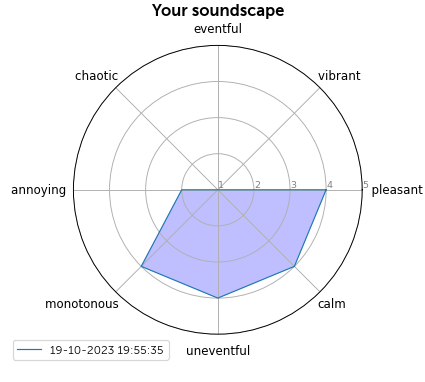 Your soundscape
eventful
chaotic
vibrant
annoying
1 2 3 4 5
pleasant
monotonous
calm
uneventful
19-10-2023 19:55:35